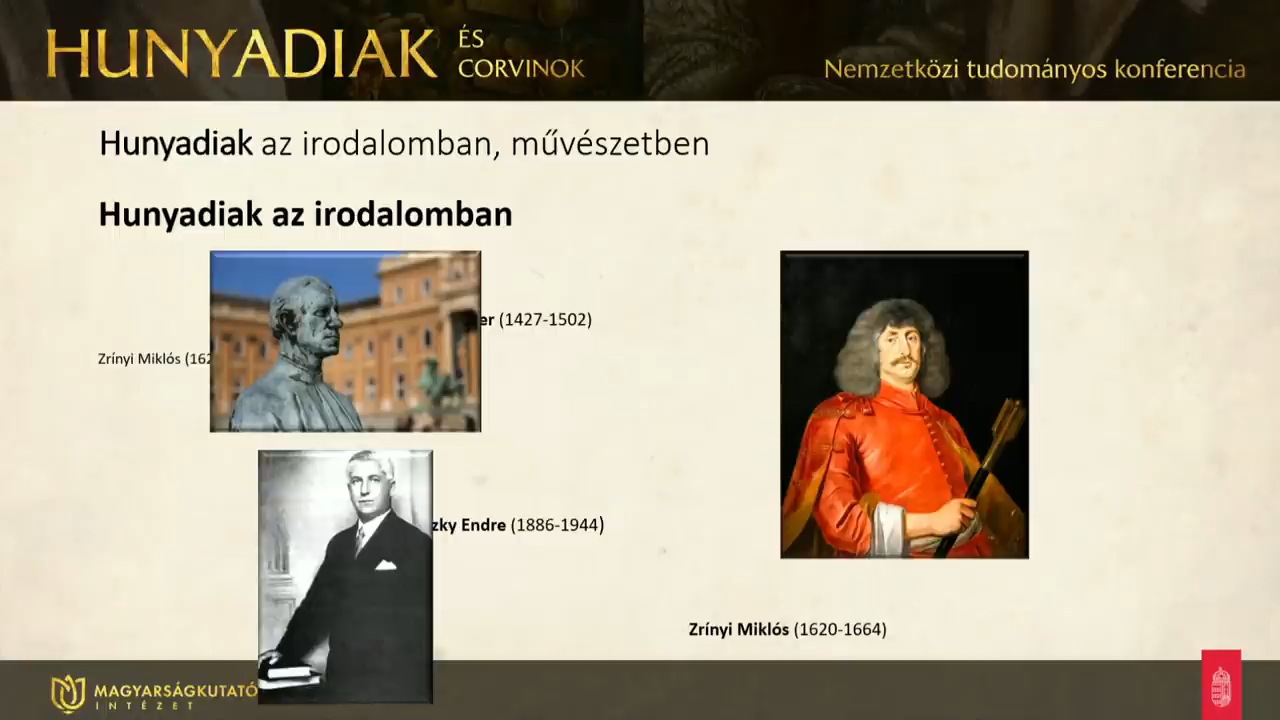 HUNYADIAK ÉS
CORVINOK
Nemzetközi tudományos konferencia
Hunyadiak az irodalomban, művészetben
Hunyadiak az irodalomban
er (1427-1502)
Zrínyi Miklós (162
zky Endre (1886-1944)
Zrínyi Miklós (1620-1664)
MAGYARSÁGKUTATÓ
INTÉZET